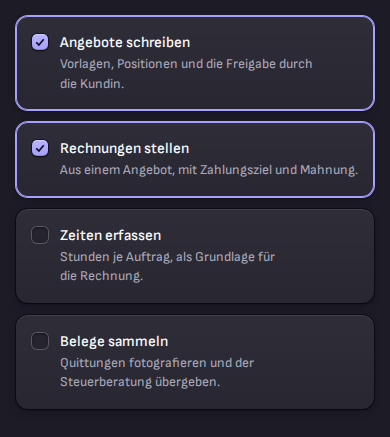 Angebote schreiben
Vorlagen, Positionen und die Freigabe durch
die Kundin.
Rechnungen stellen
Aus einem Angebot, mit Zahlungsziel und Mahnung.
Zeiten erfassen
Stunden je Auftrag, als Grundlage für
die Rechnung.
Belege sammeln
Quittungen fotografieren und der
Steuerberatung übergeben.